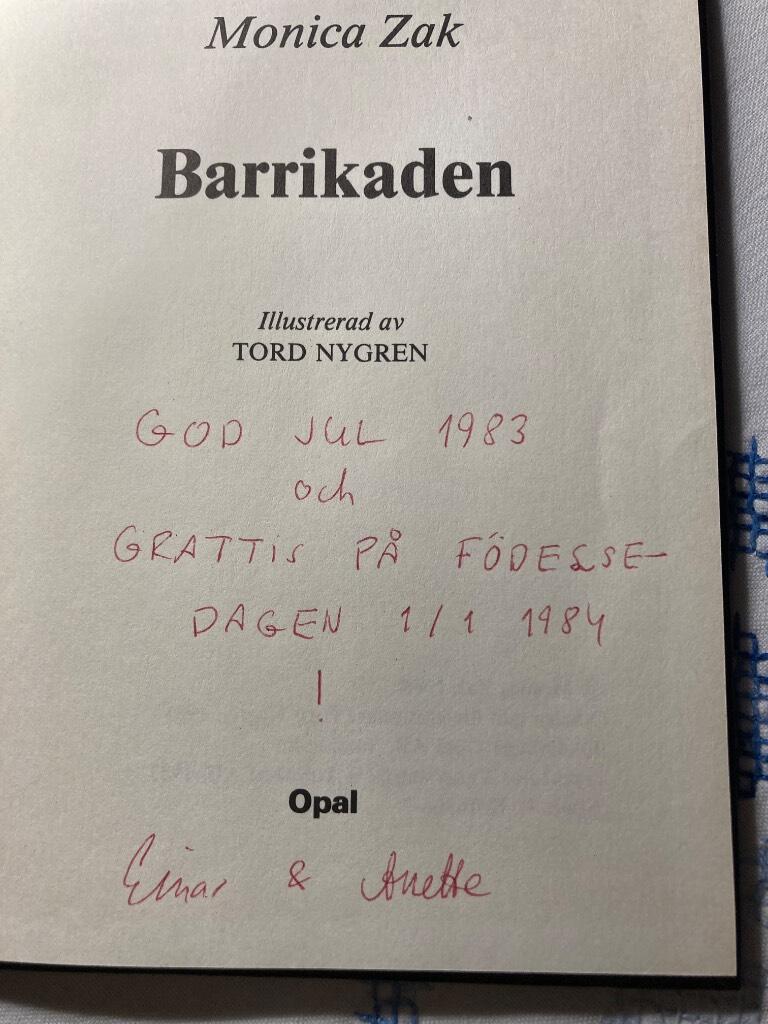 Monica Zak
Barrikaden
Illustrerad av
TORD NYGREN
GOD JUL 1983
och
GRATTIS PÅ FÖDELSE-
DAGEN 1/1 1984
!
Opal
Einar & Anette